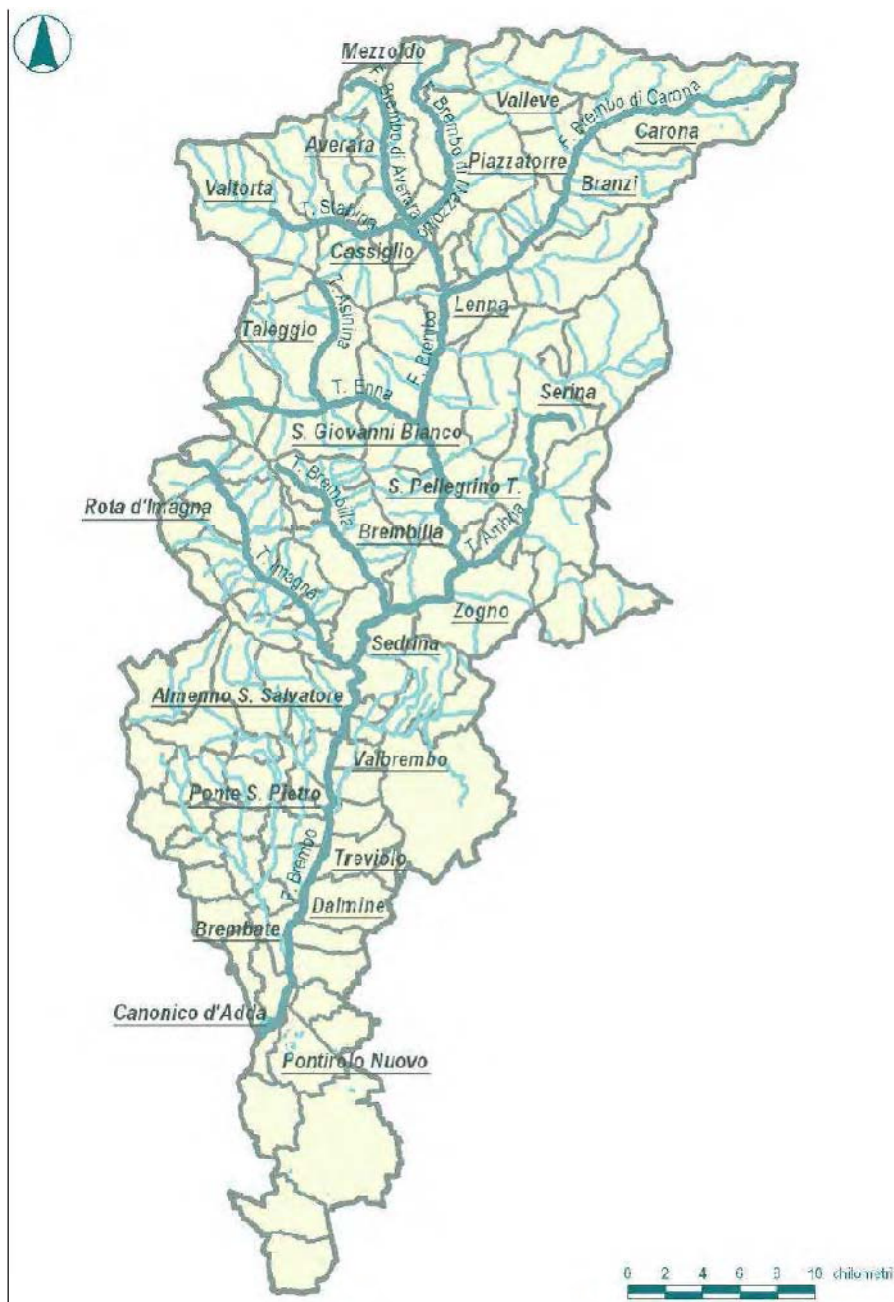 Mezzoldo
Valleve
F. Brembo di Carona
Carona
F. Brembo di Averara
F. Brembo di Mezzoldo
Averara
Piazzatorre
Branzi
Valtorta
T. Stabina
Cassiglio
Lenna
T. Asinina
Taleggio
F. Brembo
T. Enna
Serina
S. Giovanni Bianco
T. Brembilla
S. Pellegrino T.
Rota d'Imagna
Brembilla
T. Ambria
T. Imagna
Zogno
Sedrina
Almenno S. Salvatore
Valbrembo
Ponte S. Pietro
F. Brembo
Treviolo
Dalmine
Brembate
Canonico d'Adda
Pontirolo Nuovo
0 2 4 6 8 10 chilometri